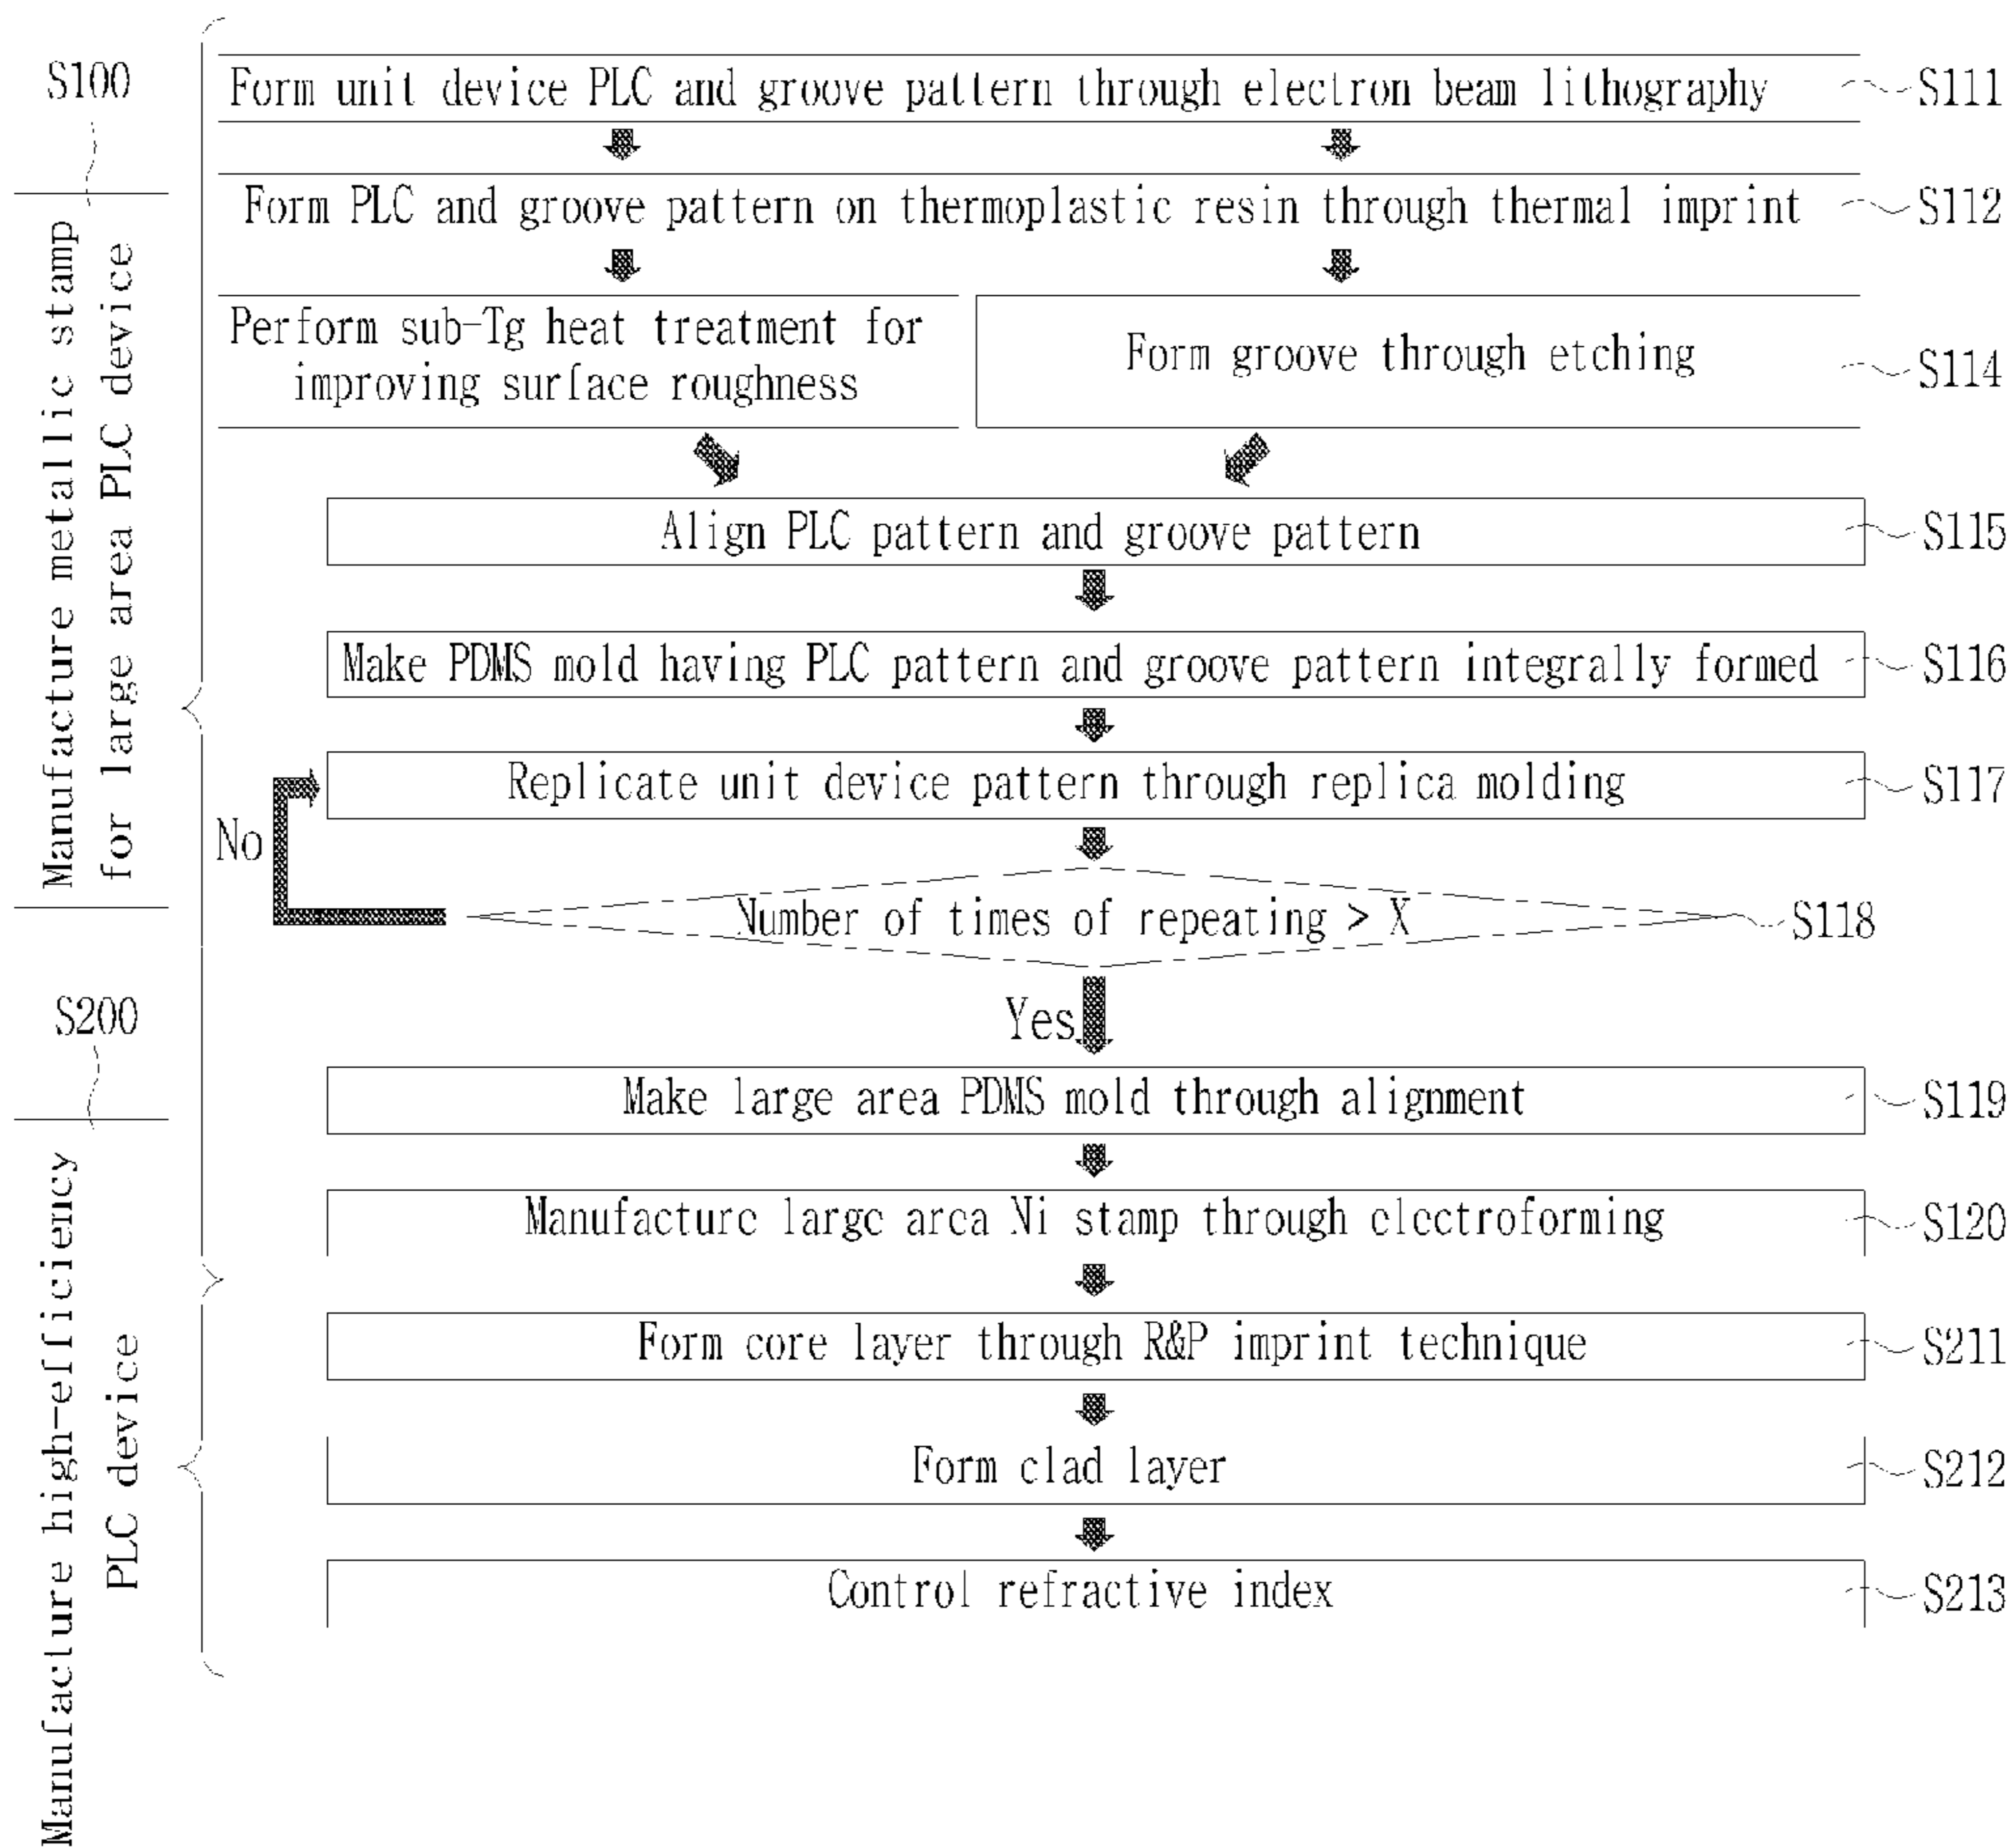 S100
Manufacture metallic stamp
for large area PLC device
Form unit device PLC and groove pattern through electron beam lithography
S111
Form PLC and groove pattern on thermoplastic resin through thermal imprint
S112
Perform sub-Tg heat treatment for
improving surface roughness
Form groove through etching
S114
Align PLC pattern and groove pattern
S115
Make PDMS mold having PLC pattern and groove pattern integrally formed
S116
Replicate unit device pattern through replica molding
S117
No
Number of times of repeating > X
S118
Yes
S200
Manufacture high-efficiency
PLC device
Make large area PDMS mold through alignment
S119
Manufacture large area Ni stamp through electroforming
S120
Form core layer through R&P imprint technique
S211
Form clad layer
S212
Control refractive index
S213